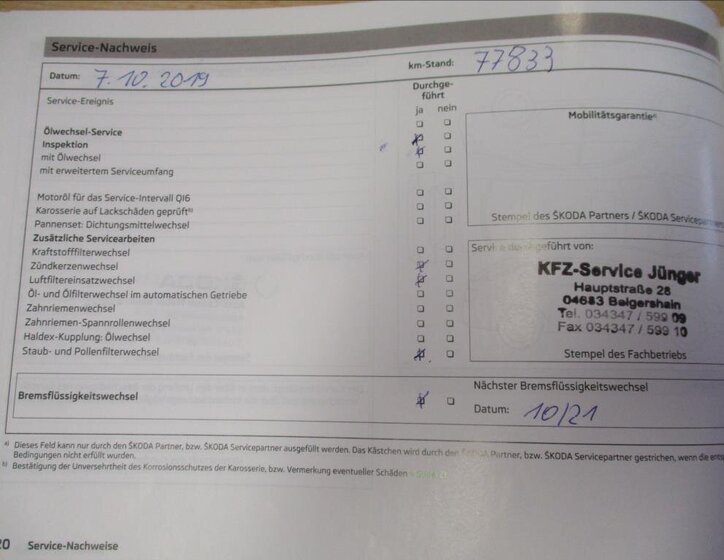 Service-Nachweis
Datum: 7.10.2019 km-Stand: 77833
Service-Ereignis Durchge-
führt
ja nein
Ölwechsel-Service
Inspektion
mit Ölwechsel
mit erweitertem Serviceumfang
Mobilitätsgarantie
Motoröl für das Service-Intervall QI6
Karosserie auf Lackschäden geprüft b)
Pannenset: Dichtungsmittelwechsel
Stempel des ŠKODA Partners / ŠKODA
Zusätzliche Servicearbeiten
Kraftstofffilterwechsel
Zündkerzenwechsel
Luftfiltereinsatzwechsel
Öl- und Ölfilterwechsel im automatischen Getriebe
Zahnriemenwechsel
Zahnriemen-Spannrollenwechsel
Haldex-Kupplung: Ölwechsel
Staub- und Pollenfilterwechsel
Service durchgeführt von:
KFZ-Service Jünger
Hauptstraße 28
04683 Belgershain
Tel. 034347 / 599 09
Fax 034347 / 599 10
Stempel des Fachbetriebs
Bremsflüssigkeitswechsel
Nächster Bremsflüssigkeitswechsel
Datum: 10/21
a) Dieses Feld kann nur durch den ŠKODA Partner, bzw. ŠKODA Servicepartner ausgefüllt werden. Das Kästchen wird durch den ŠKODA Partner, bzw. ŠKODA Servicepartner gestrichen, wenn die
Bedingungen nicht erfüllt wurden.
b) Bestätigung der Unversehrtheit des Korrosionsschutzes der Karosserie, bzw. Vermerkung eventueller Schäden
20 Service-Nachweise